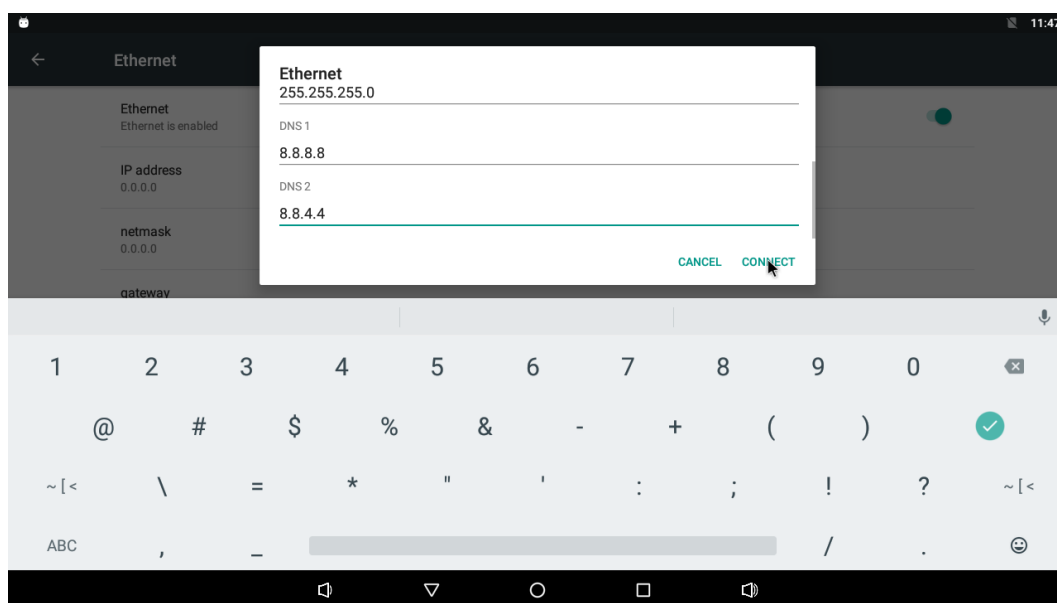 11:47
Ethernet
Ethernet
Ethernet is enabled
IP address
0.0.0.0
netmask
0.0.0.0
gateway
Ethernet
255.255.255.0
DNS 1
8.8.8.8
DNS 2
8.8.4.4
CANCEL CONNECT
1 2 3 4 5 6 7 8 9 0
@ # $ % & - + ( )
~ [ < \ = * " ' : ; ! ? ~ [ <
ABC , _ / .